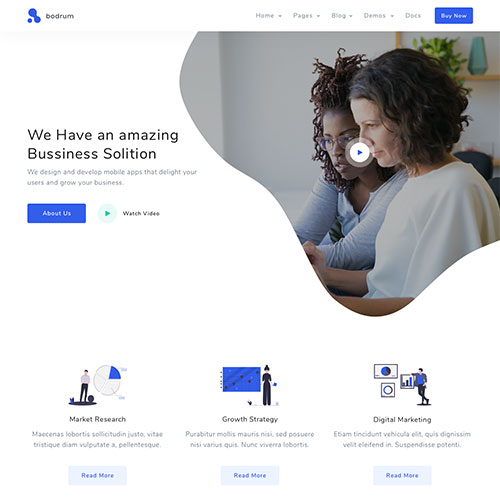 bodrum
Home Pages Blog Demos Docs Buy Now
We Have an amazing
Bussiness Solition
We design and develop mobile apps that delight your
users and grow your business.
About Us Watch Video
Market Research Growth Strategy Digital Marketing
Maecenas lobortis sollicitudin justo, vitae
tristique diam vulputate a, pellentesque.
Purabitur mollis mauris nisi, sed posuere
nisi varius quis. Nunc viverra lobortis.
Etiam tincidunt vehicula elit, quis dignissim
velit eleifend in. Suspendisse potenti.
Read More Read More Read More